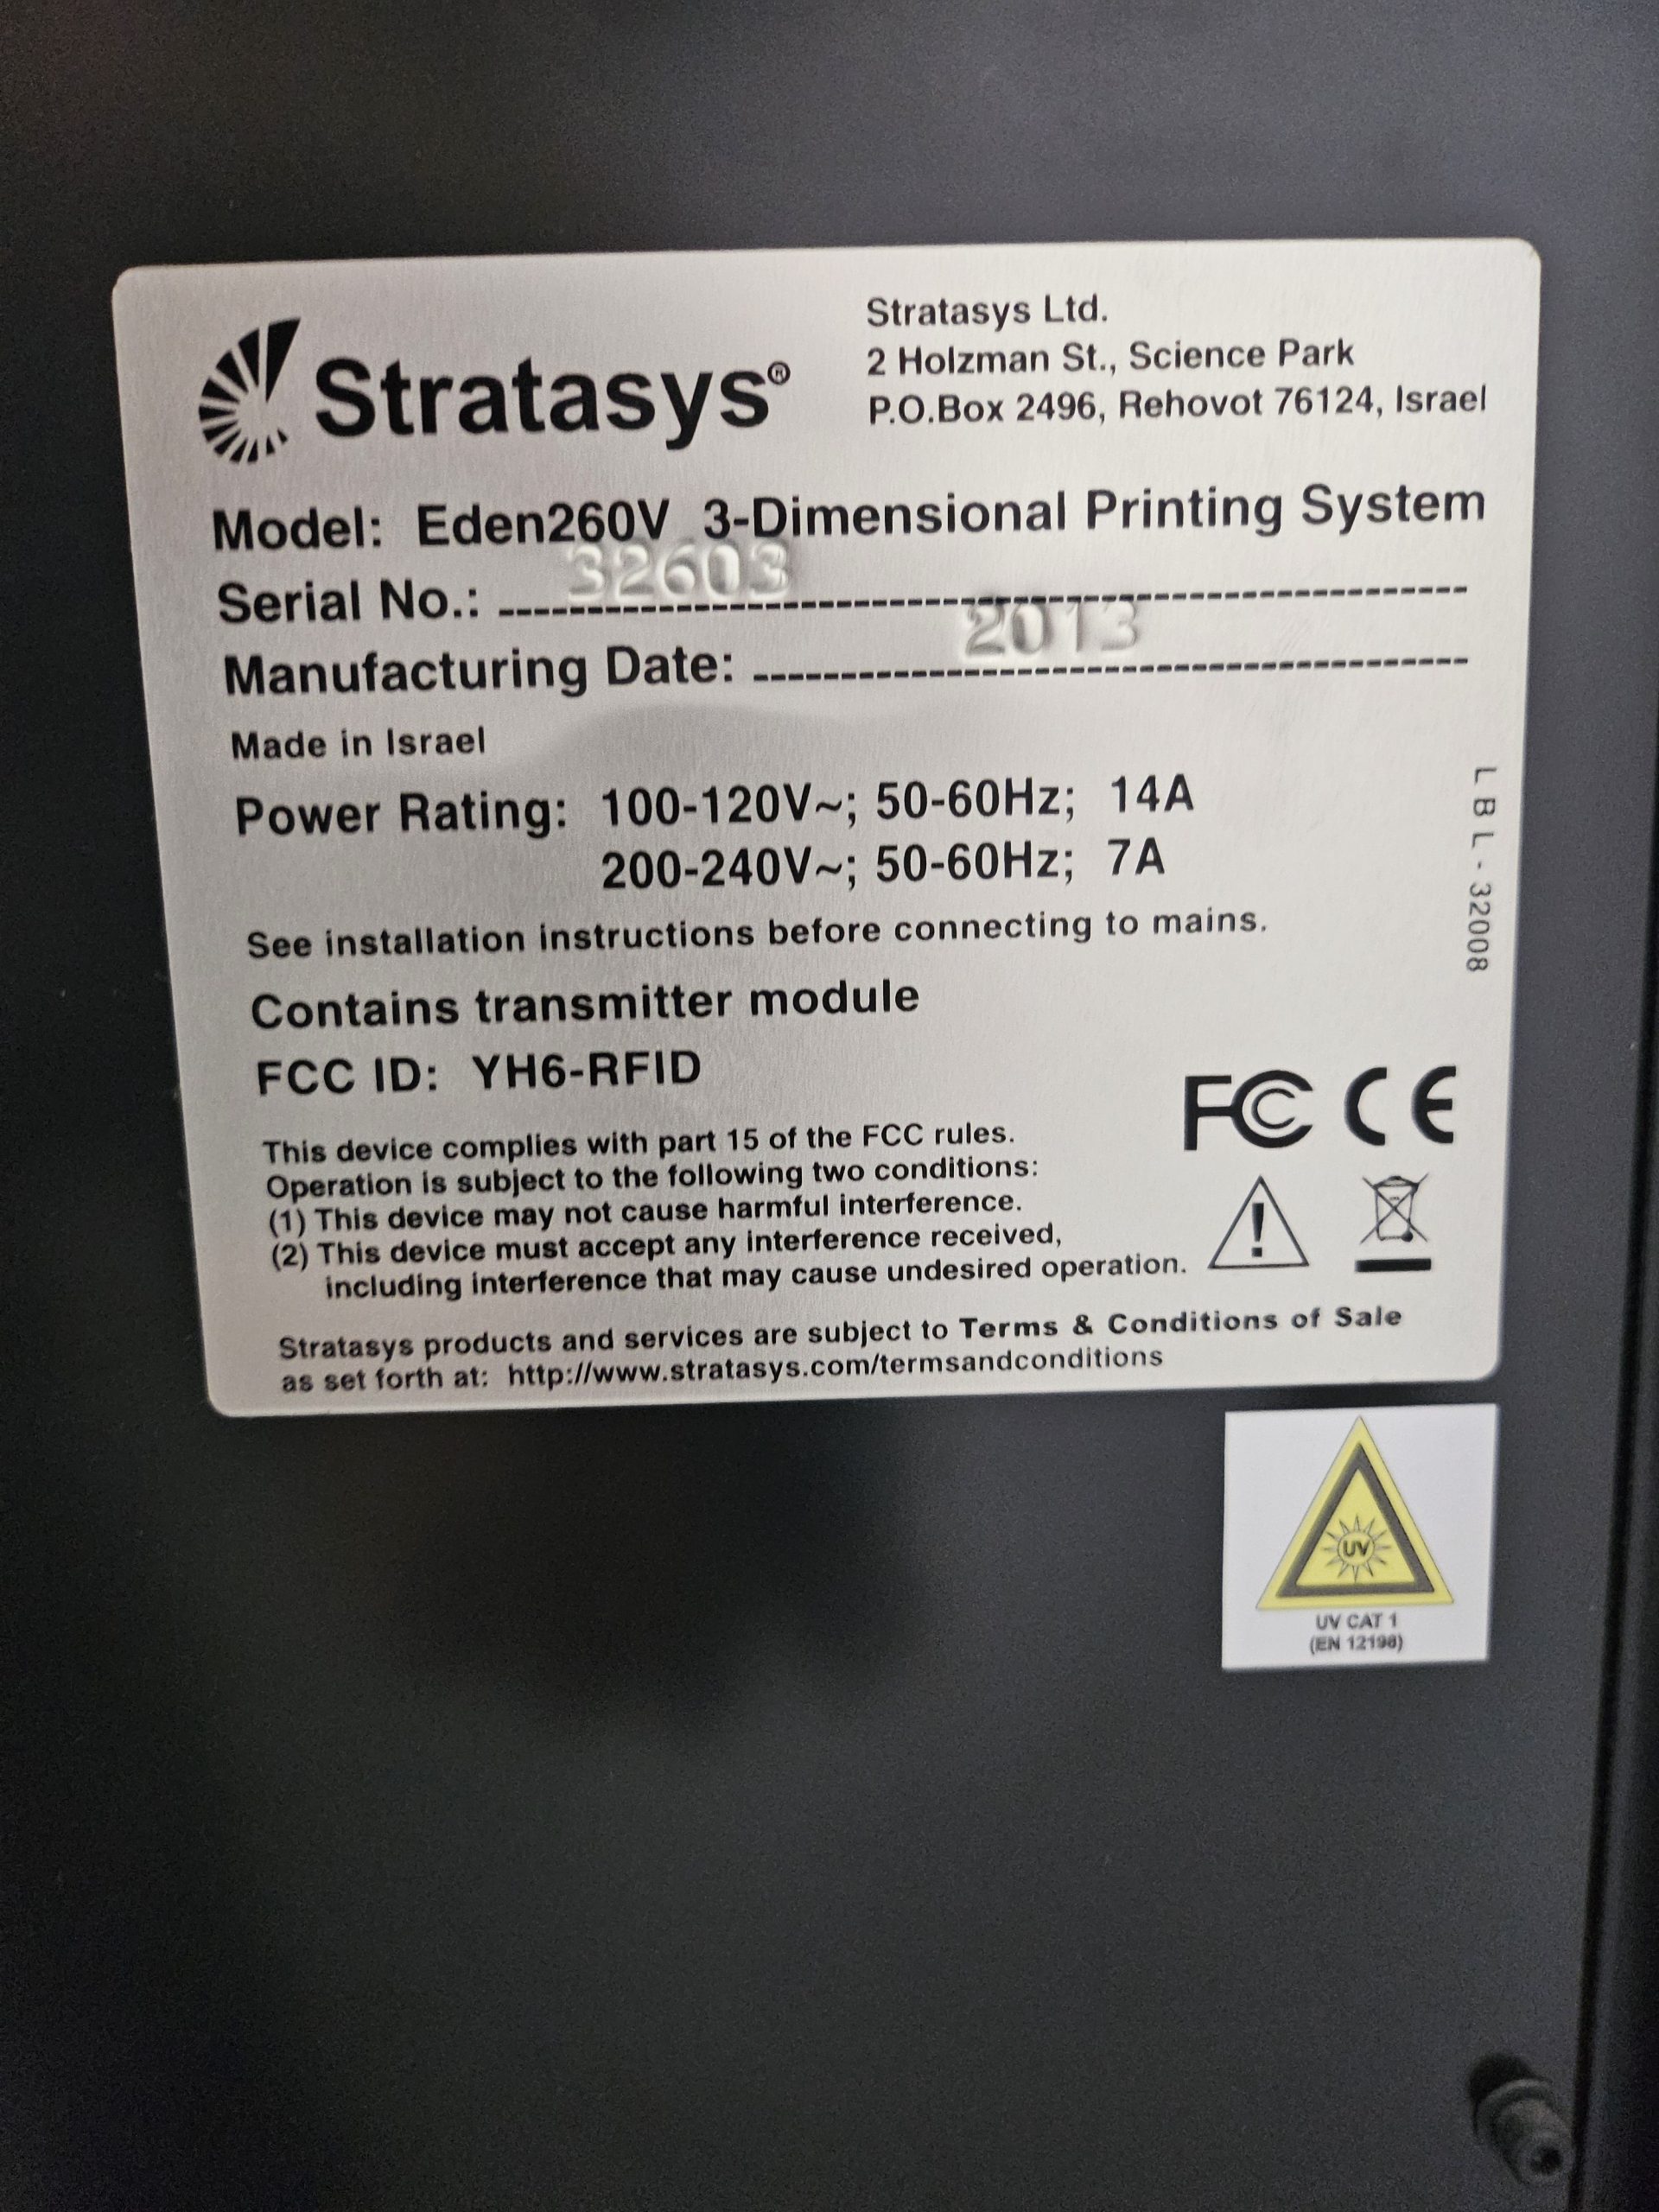 Stratasys®
Stratasys Ltd.
2 Holzman St., Science Park
P.O.Box 2496, Rehovot 76124, Israel
Model: Eden260V 3-Dimensional Printing System
Serial No.: 32603
Manufacturing Date: 2013
Made in Israel
Power Rating: 100-120V~; 50-60Hz; 14A
200-240V~; 50-60Hz; 7A
See installation instructions before connecting to mains.
Contains transmitter module
FCC ID: YH6-RFID
This device complies with part 15 of the FCC rules.
Operation is subject to the following two conditions:
(1) This device may not cause harmful interference.
(2) This device must accept any interference received,
including interference that may cause undesired operation.
Stratasys products and services are subject to Terms & Conditions of Sale
as set forth at: http://www.stratasys.com/termsandconditions
LBL-32008
FC CE
UV
UV CAT 1
(EN 12198)